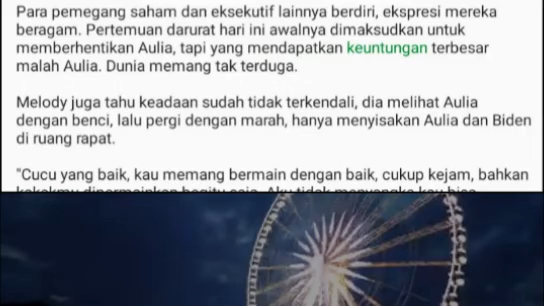 Para pemegang saham dan eksekutif lainnya berdiri, ekspresi mereka
beragam. Pertemuan darurat hari ini awalnya dimaksudkan untuk
memberhentikan Aulia, tapi yang mendapatkan keuntungan terbesar
malah Aulia. Dunia memang tak terduga.
Melody juga tahu keadaan sudah tidak terkendali, dia melihat Aulia
dengan benci, lalu pergi dengan marah, hanya menyisakan Aulia dan Biden
di ruang rapat.
"Cucu yang baik, kau memang bermain dengan baik, cukup kejam, bahkan